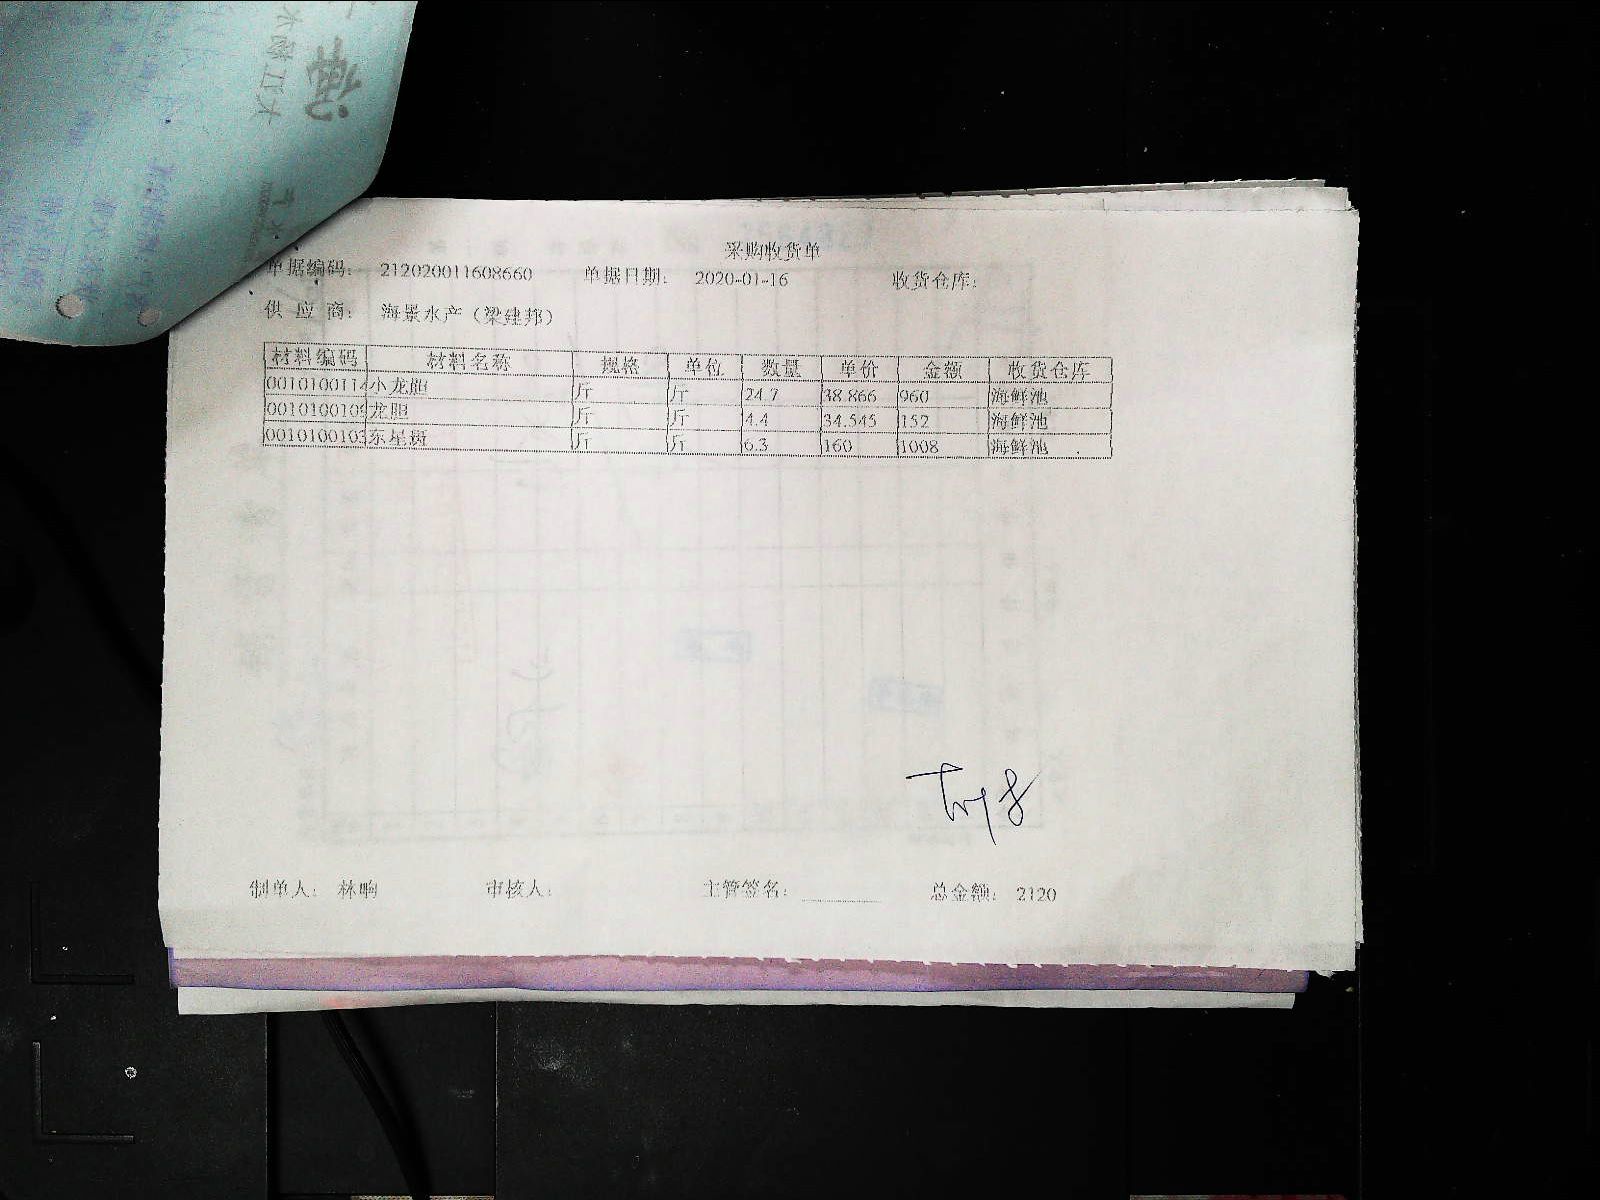 采购收货单
单据编码: 212020011608660 单据日期: 2020-01-16 收货仓库:
供 应 商: 海景水产（梁建邦）
材料编码 材料名称 规格 单位 数量 单价 金额 收货仓库
0010100114 小龙胆 斤 斤 24.7 38.866 960 海鲜池
001010010 龙胆 斤 斤 4.4 34.545 152 海鲜池
0010100103 东星斑 斤 斤 6.3 160 1008 海鲜池
制单人: 林响 审核人: 主管签名: 总金额: 2120